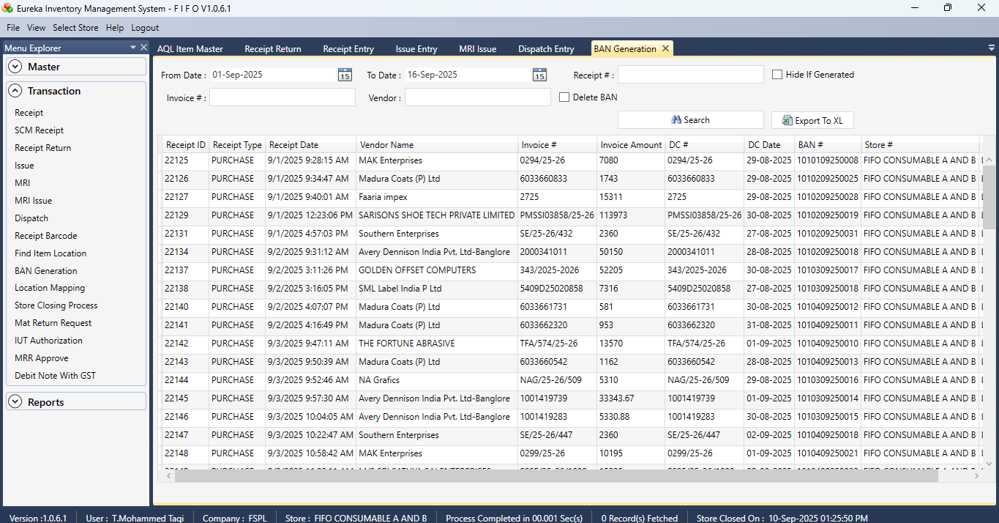 Eureka Inventory Management System - F I F O V1.0.6.1
File View Select Store Help Logout
Menu Explorer
Master
Transaction
Receipt
SCM Receipt
Receipt Return
Issue
MRI
MRI Issue
Dispatch
Receipt Barcode
Find Item Location
BAN Generation
Location Mapping
Store Closing Process
Mat Return Request
IUT Authorization
MRR Approve
Debit Note With GST
Reports
AQL Item Master Receipt Return Receipt Entry Issue Entry MRI Issue Dispatch Entry BAN Generation
From Date : 01-Sep-2025 15 To Date : 16-Sep-2025 15 Receipt # : Hide If Generated
Invoice # : Vendor : Delete BAN
Search Export To XL
Receipt ID Receipt Type Receipt Date Vendor Name Invoice # Invoice Amount DC # DC Date BAN # Store #
22125 PURCHASE 9/1/2025 9:28:15 AM MAK Enterprises 0294/25-26 7080 0294/25-26 29-08-2025 1010109250008 FIFO CONSUMABLE A AND B
22126 PURCHASE 9/1/2025 9:34:47 AM Madura Coats (P) Ltd 6033660833 1743 6033660833 29-08-2025 1010209250025 FIFO CONSUMABLE A AND B
22127 PURCHASE 9/1/2025 9:40:01 AM Faaria impex 2725 15311 2725 29-08-2025 1010209250028 FIFO CONSUMABLE A AND B
22129 PURCHASE 9/1/2025 12:23:06 PM SARISONS SHOE TECH PRIVATE LIMITED PMSSI03858/25-26 113973 PMSSI03858/25-26 30-08-2025 1010209250019 FIFO CONSUMABLE A AND B
22131 PURCHASE 9/1/2025 4:57:03 PM Southern Enterprises SE/25-26/432 2360 SE/25-26/432 27-08-2025 1010209250031 FIFO CONSUMABLE A AND B
22134 PURCHASE 9/2/2025 9:31:12 AM Avery Dennison India Pvt. Ltd-Banglore 2000341011 50150 2000341011 28-08-2025 1010209250018 FIFO CONSUMABLE A AND B
22137 PURCHASE 9/2/2025 3:11:26 PM GOLDEN OFFSET COMPUTERS 343/2025-2026 52205 343/2025-2026 30-08-2025 1010309250017 FIFO CONSUMABLE A AND B
22138 PURCHASE 9/2/2025 3:16:05 PM SML Label India P Ltd 5409D25020858 7316 5409D25020858 27-08-2025 1010309250018 FIFO CONSUMABLE A AND B
22140 PURCHASE 9/2/2025 4:07:07 PM Madura Coats (P) Ltd 6033661731 581 6033661731 30-08-2025 1010409250012 FIFO CONSUMABLE A AND B
22141 PURCHASE 9/2/2025 4:16:49 PM Madura Coats (P) Ltd 6033662320 953 6033662320 31-08-2025 1010409250011 FIFO CONSUMABLE A AND B
22142 PURCHASE 9/3/2025 9:47:11 AM THE FORTUNE ABRASIVE TFA/574/25-26 13570 TFA/574/25-26 01-09-2025 1010409250010 FIFO CONSUMABLE A AND B
22143 PURCHASE 9/3/2025 9:50:39 AM Madura Coats (P) Ltd 6033660542 1162 6033660542 28-08-2025 1010409250013 FIFO CONSUMABLE A AND B
22144 PURCHASE 9/3/2025 9:52:46 AM NA Grafics NAG/25-26/509 5310 NAG/25-26/509 29-08-2025 1010309250016 FIFO CONSUMABLE A AND B
22145 PURCHASE 9/3/2025 9:57:30 AM Avery Dennison India Pvt. Ltd-Banglore 1001419739 33343.67 1001419739 01-09-2025 1010309250014 FIFO CONSUMABLE A AND B
22146 PURCHASE 9/3/2025 10:04:05 AM Avery Dennison India Pvt. Ltd-Banglore 1001419283 5330.88 1001419283 30-08-2025 1010309250015 FIFO CONSUMABLE A AND B
22147 PURCHASE 9/3/2025 10:22:47 AM Southern Enterprises SE/25-26/447 2360 SE/25-26/447 02-09-2025 1010409250018 FIFO CONSUMABLE A AND B
22148 PURCHASE 9/3/2025 10:58:42 AM MAK Enterprises 0299/25-26 10195 0299/25-26 01-09-2025 1010409250021 FIFO CONSUMABLE A AND B
Version :1.0.6.1 User : T.Mohammed Taqi Company : FSPL Store : FIFO CONSUMABLE A AND B Process Completed in 00.001 Sec(s) 0 Record(s) Fetched Store Closed On : 10-Sep-2025 01:25:50 PM